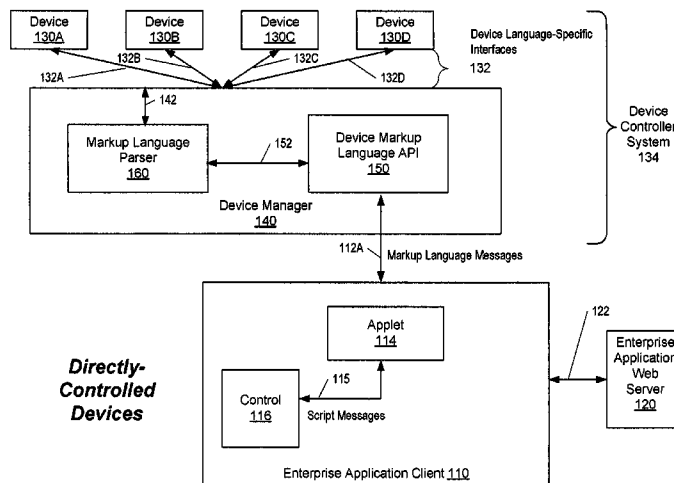 Device
130A
Device
130B
Device
130C
Device
130D
132A
132B
132C
132D
Device Language-Specific
Interfaces
132
142
Markup Language
Parser
160
152
Device Markup
Language API
150
Device Manager
140
Device
Controller
System
134
112A
Markup Language Messages
Applet
114
122
Enterprise
Application
Web
Server
120
Directly-
Controlled
Devices
Control
116
115
Script Messages
Enterprise Application Client 110